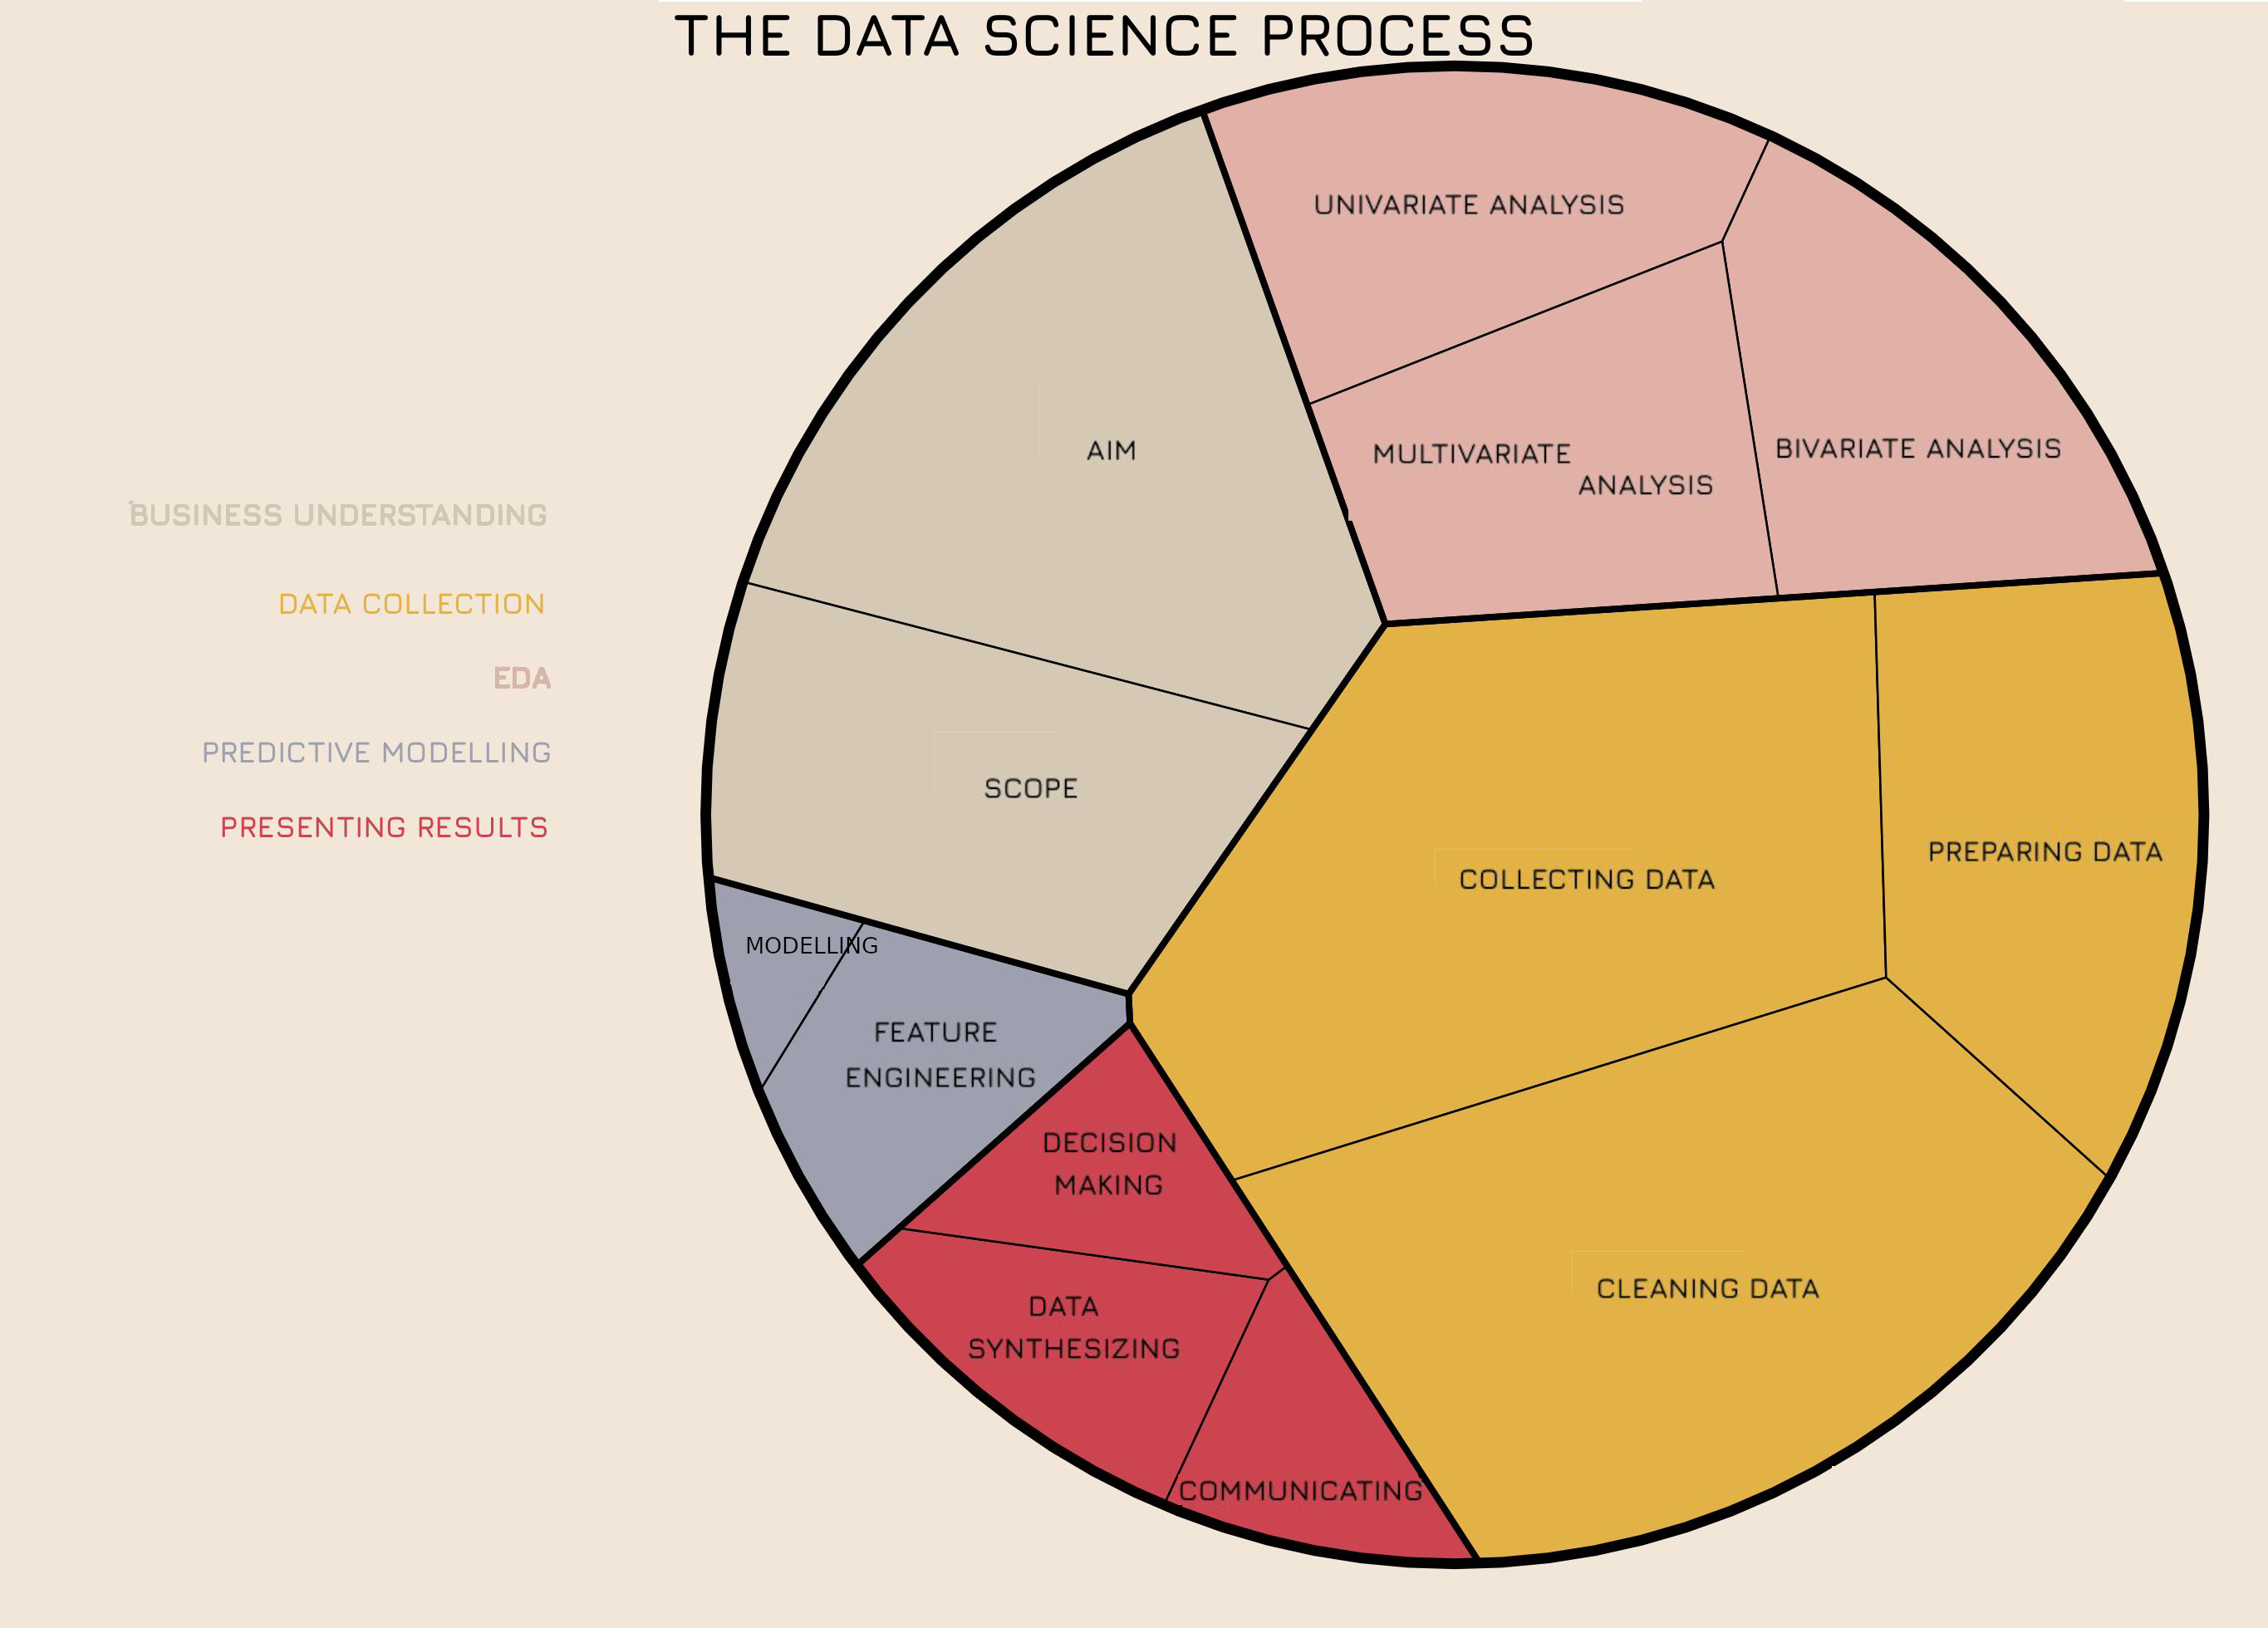 THE DATA SCIENCE PROCESS
BUSINESS UNDERSTANDING
DATA COLLECTION
EDA
PREDICTIVE MODELLING
PRESENTING RESULTS
UNIVARIATE ANALYSIS
MULTIVARIATE
ANALYSIS
BIVARIATE ANALYSIS
AIM
SCOPE
COLLECTING DATA
PREPARING DATA
CLEANING DATA
MODELLING
FEATURE
ENGINEERING
DECISION
MAKING
DATA
SYNTHESIZING
COMMUNICATING